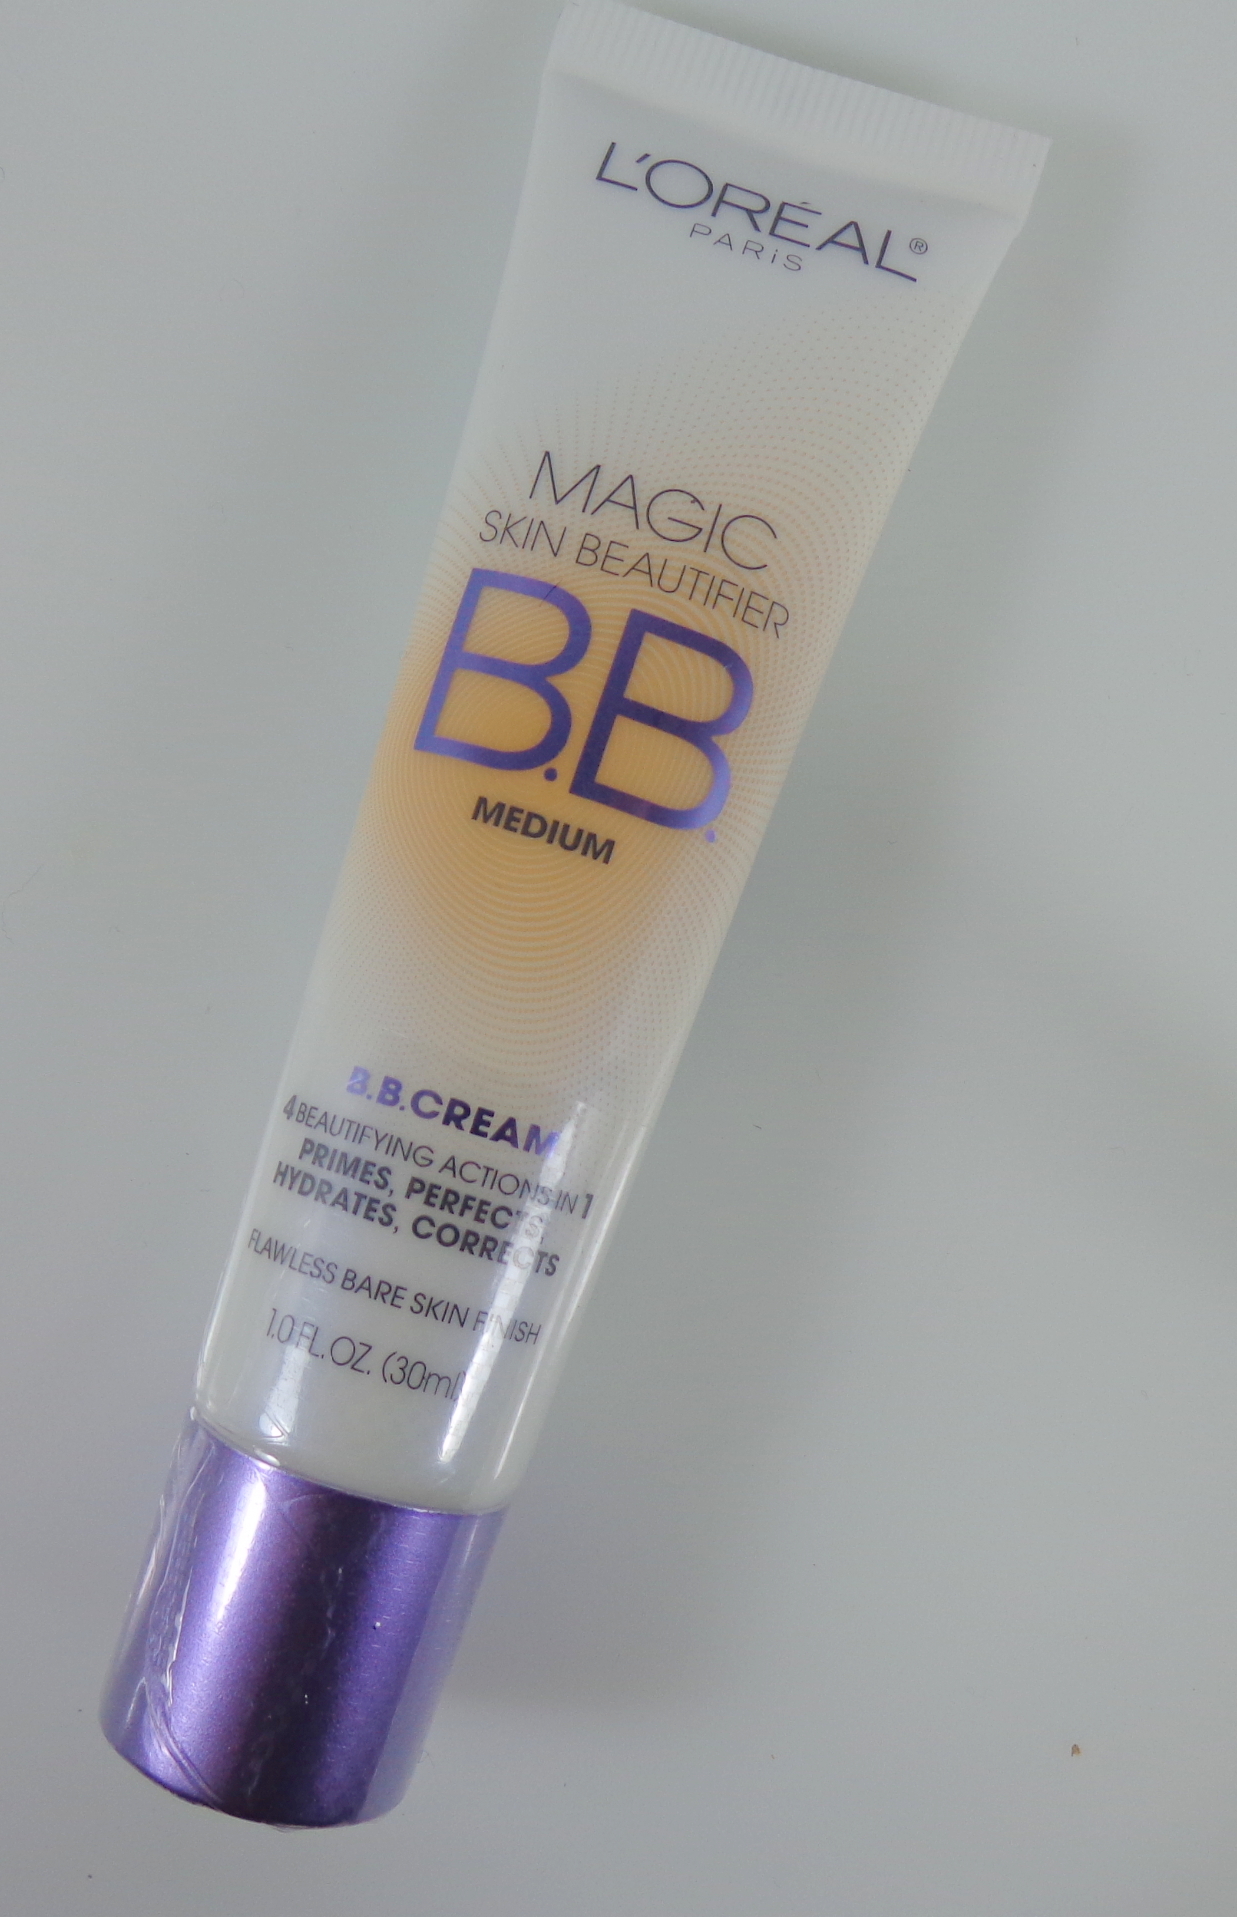 L'ORÉAL®
PARiS
MAGIC
SKIN BEAUTIFIER
B.B.
MEDIUM
B.B.CREAM
4 BEAUTIFYING ACTIONS IN 1
PRIMES, PERFECTS,
HYDRATES, CORRECTS
FLAWLESS BARE SKIN FINISH
1.0 FL. OZ. (30ml)